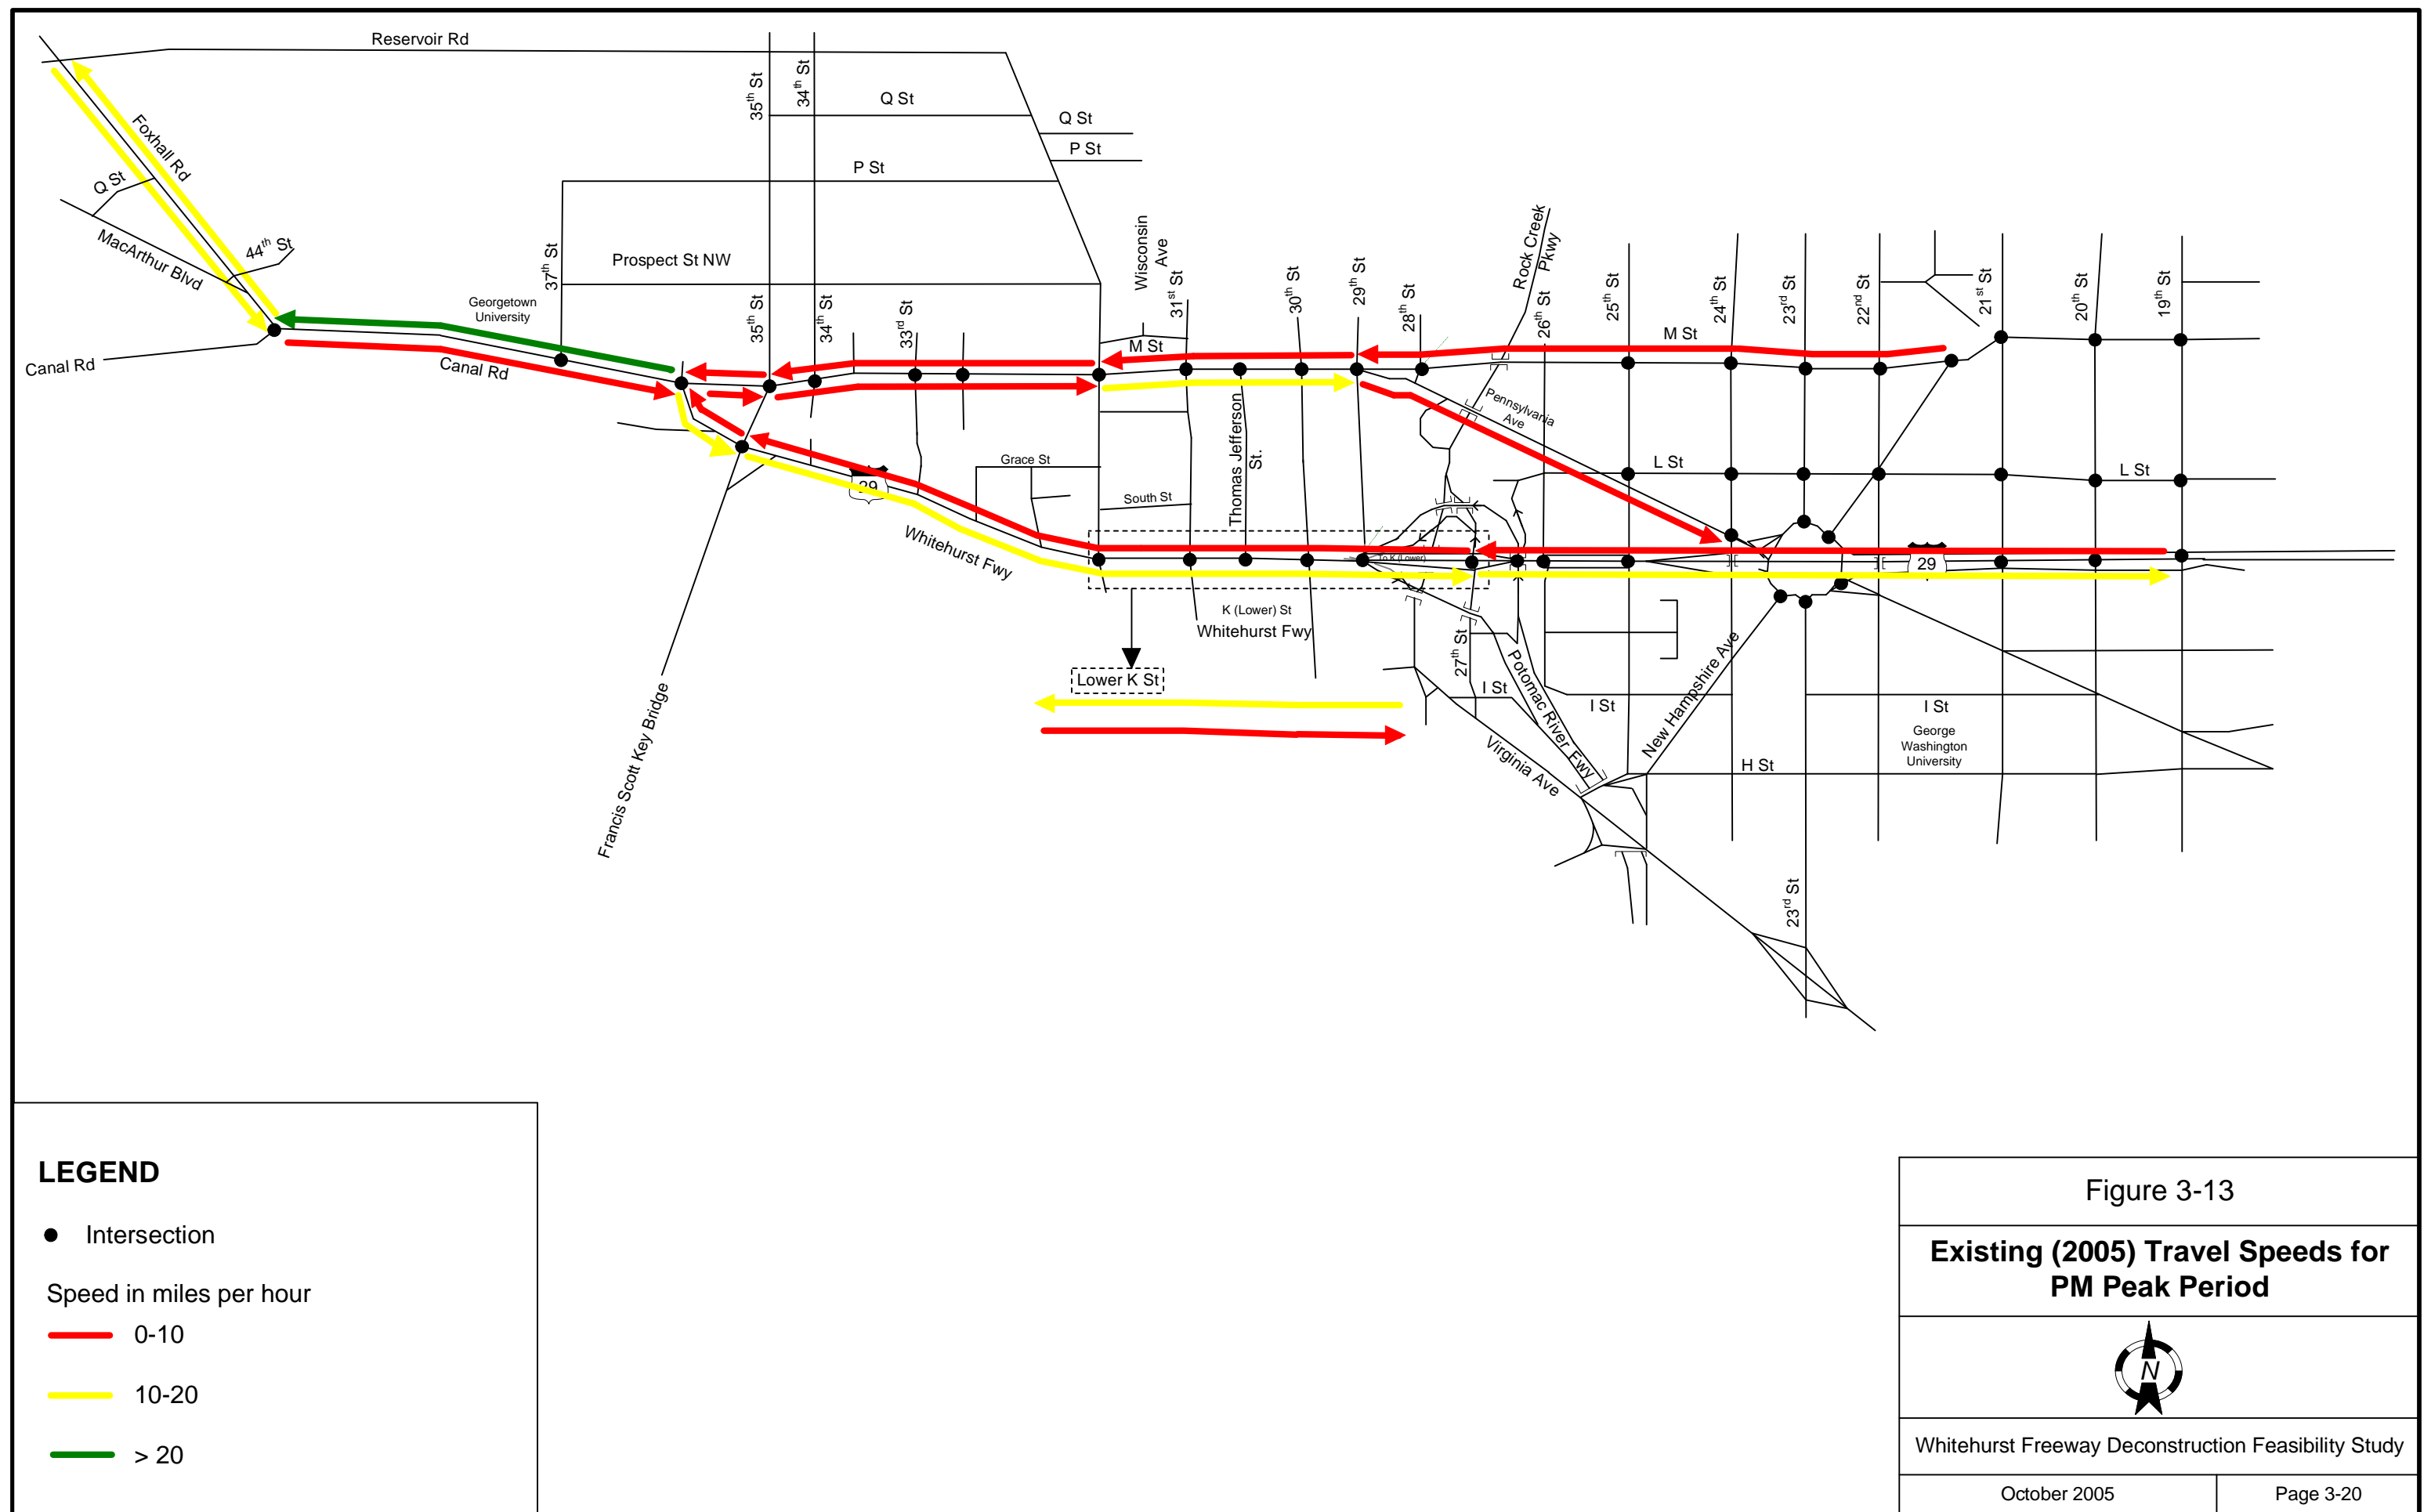 Reservoir Rd
35th St
34th St
Q St
Q St
P St
P St
Foxhall Rd
Q St
MacArthur Blvd
44th St
37th St
Prospect St NW
Georgetown
University
Canal Rd
Canal Rd
35th St
34th St
33rd St
Wisconsin
Ave
31st St
30th St
29th St
28th St
Rock Creek
Pkwy
26th St
25th St
24th St
23rd St
22nd St
21st St
20th St
19th St
M St
M St
Pennsylvania
Ave
Thomas Jefferson
St.
L St
L St
Grace St
South St
29
29
Whitehurst Fwy
To K (Lower)
K (Lower) St
Whitehurst Fwy
Lower K St
27th St
I St
I St
I St
Potomac River Fwy
New Hampshire Ave
Virginia Ave
George
Washington
University
H St
Francis Scott Key Bridge
23rd St
LEGEND
Intersection
Speed in miles per hour
0-10
10-20
> 20
Figure 3-13
Existing (2005) Travel Speeds for
PM Peak Period
N
Whitehurst Freeway Deconstruction Feasibility Study
October 2005
Page 3-20